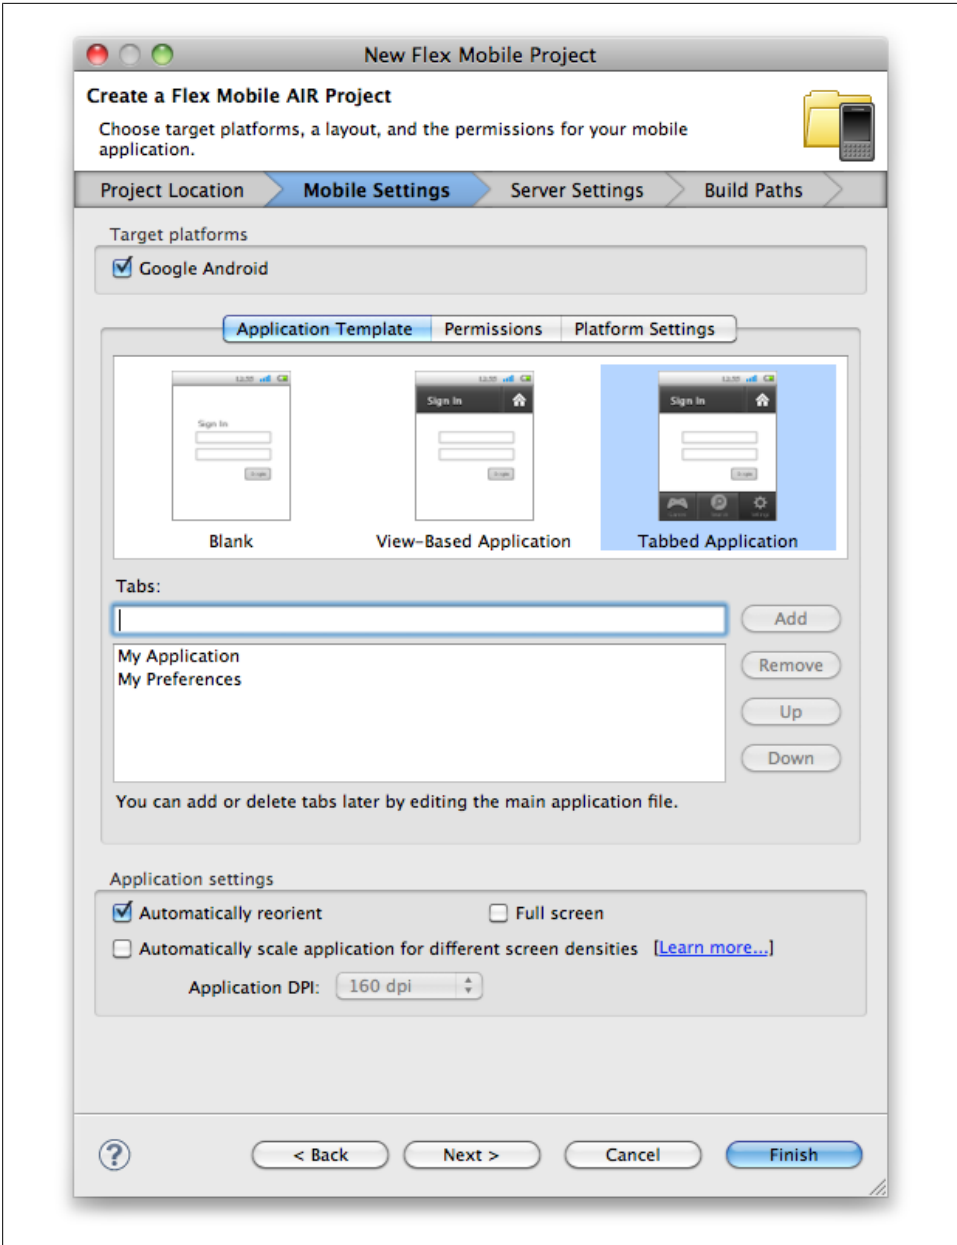 New Flex Mobile Project
Create a Flex Mobile AIR Project
Choose target platforms, a layout, and the permissions for your mobile
application.
Project Location
Mobile Settings
Server Settings
Build Paths
Target platforms
Google Android
Application Template
Permissions
Platform Settings
Sign In
Sign In
Sign In
Blank
View-Based Application
Tabbed Application
Tabs:
Add
My Application
My Preferences
Remove
Up
Down
You can add or delete tabs later by editing the main application file.
Application settings
Automatically reorient
Full screen
Automatically scale application for different screen densities [Learn more...]
Application DPI: 160 dpi
?
< Back
Next >
Cancel
Finish